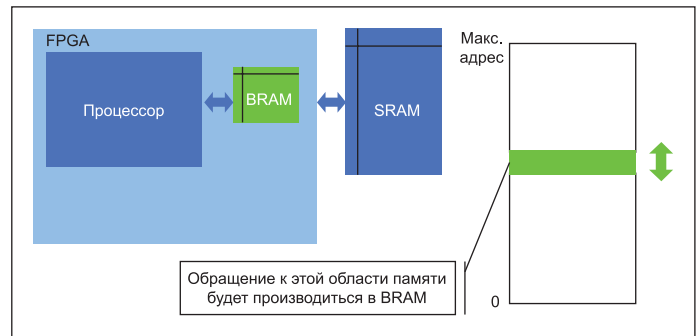 FPGA
Процессор
BRAM
SRAM
Макс.
адрес
Обращение к этой области памяти
будет производиться в BRAM
0